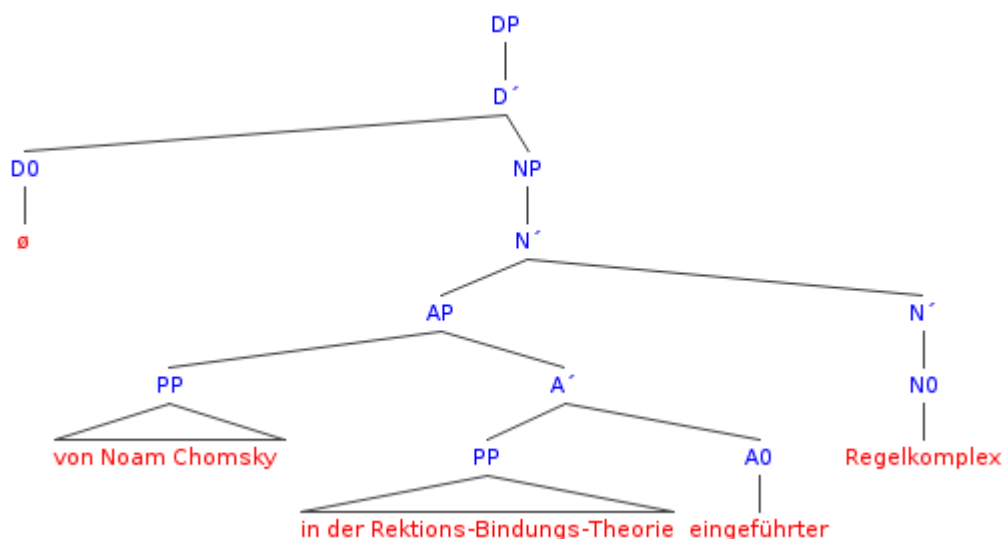 DP
D´
D0 NP
ø N´
AP N´
PP A´ N0
von Noam Chomsky PP A0 Regelkomplex
in der Rektions-Bindungs-Theorie eingeführter